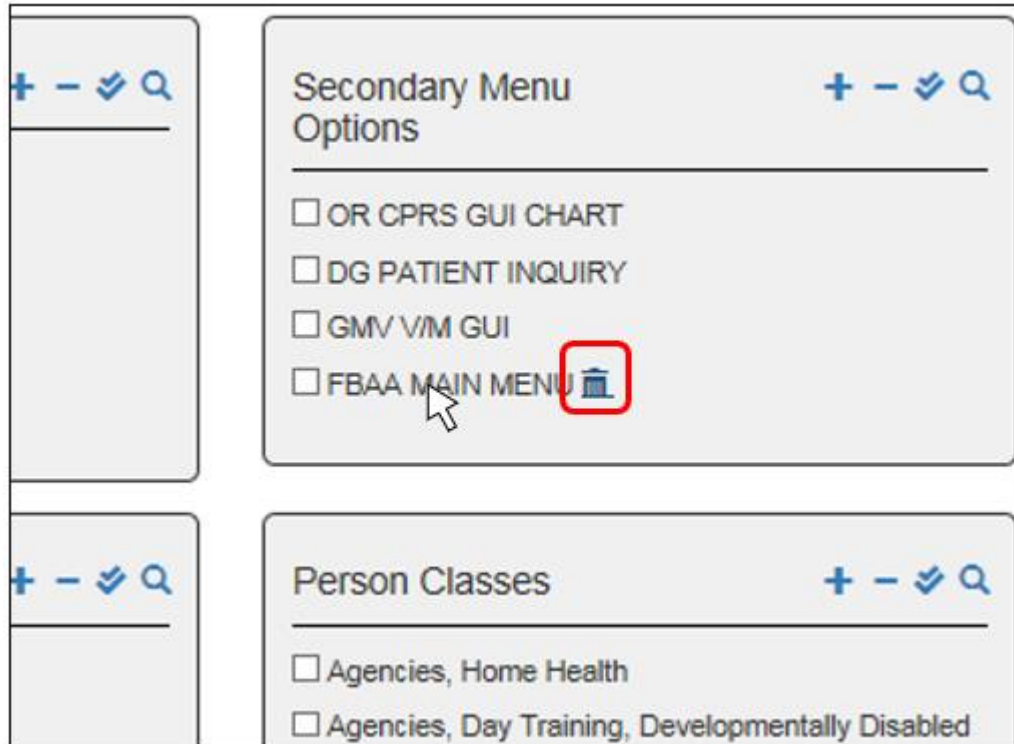 Secondary Menu
Options
OR CPRS GUI CHART
DG PATIENT INQUIRY
GMV V/M GUI
FBAA MAIN MENU
Person Classes
Agencies, Home Health
Agencies, Day Training, Developmentally Disabled